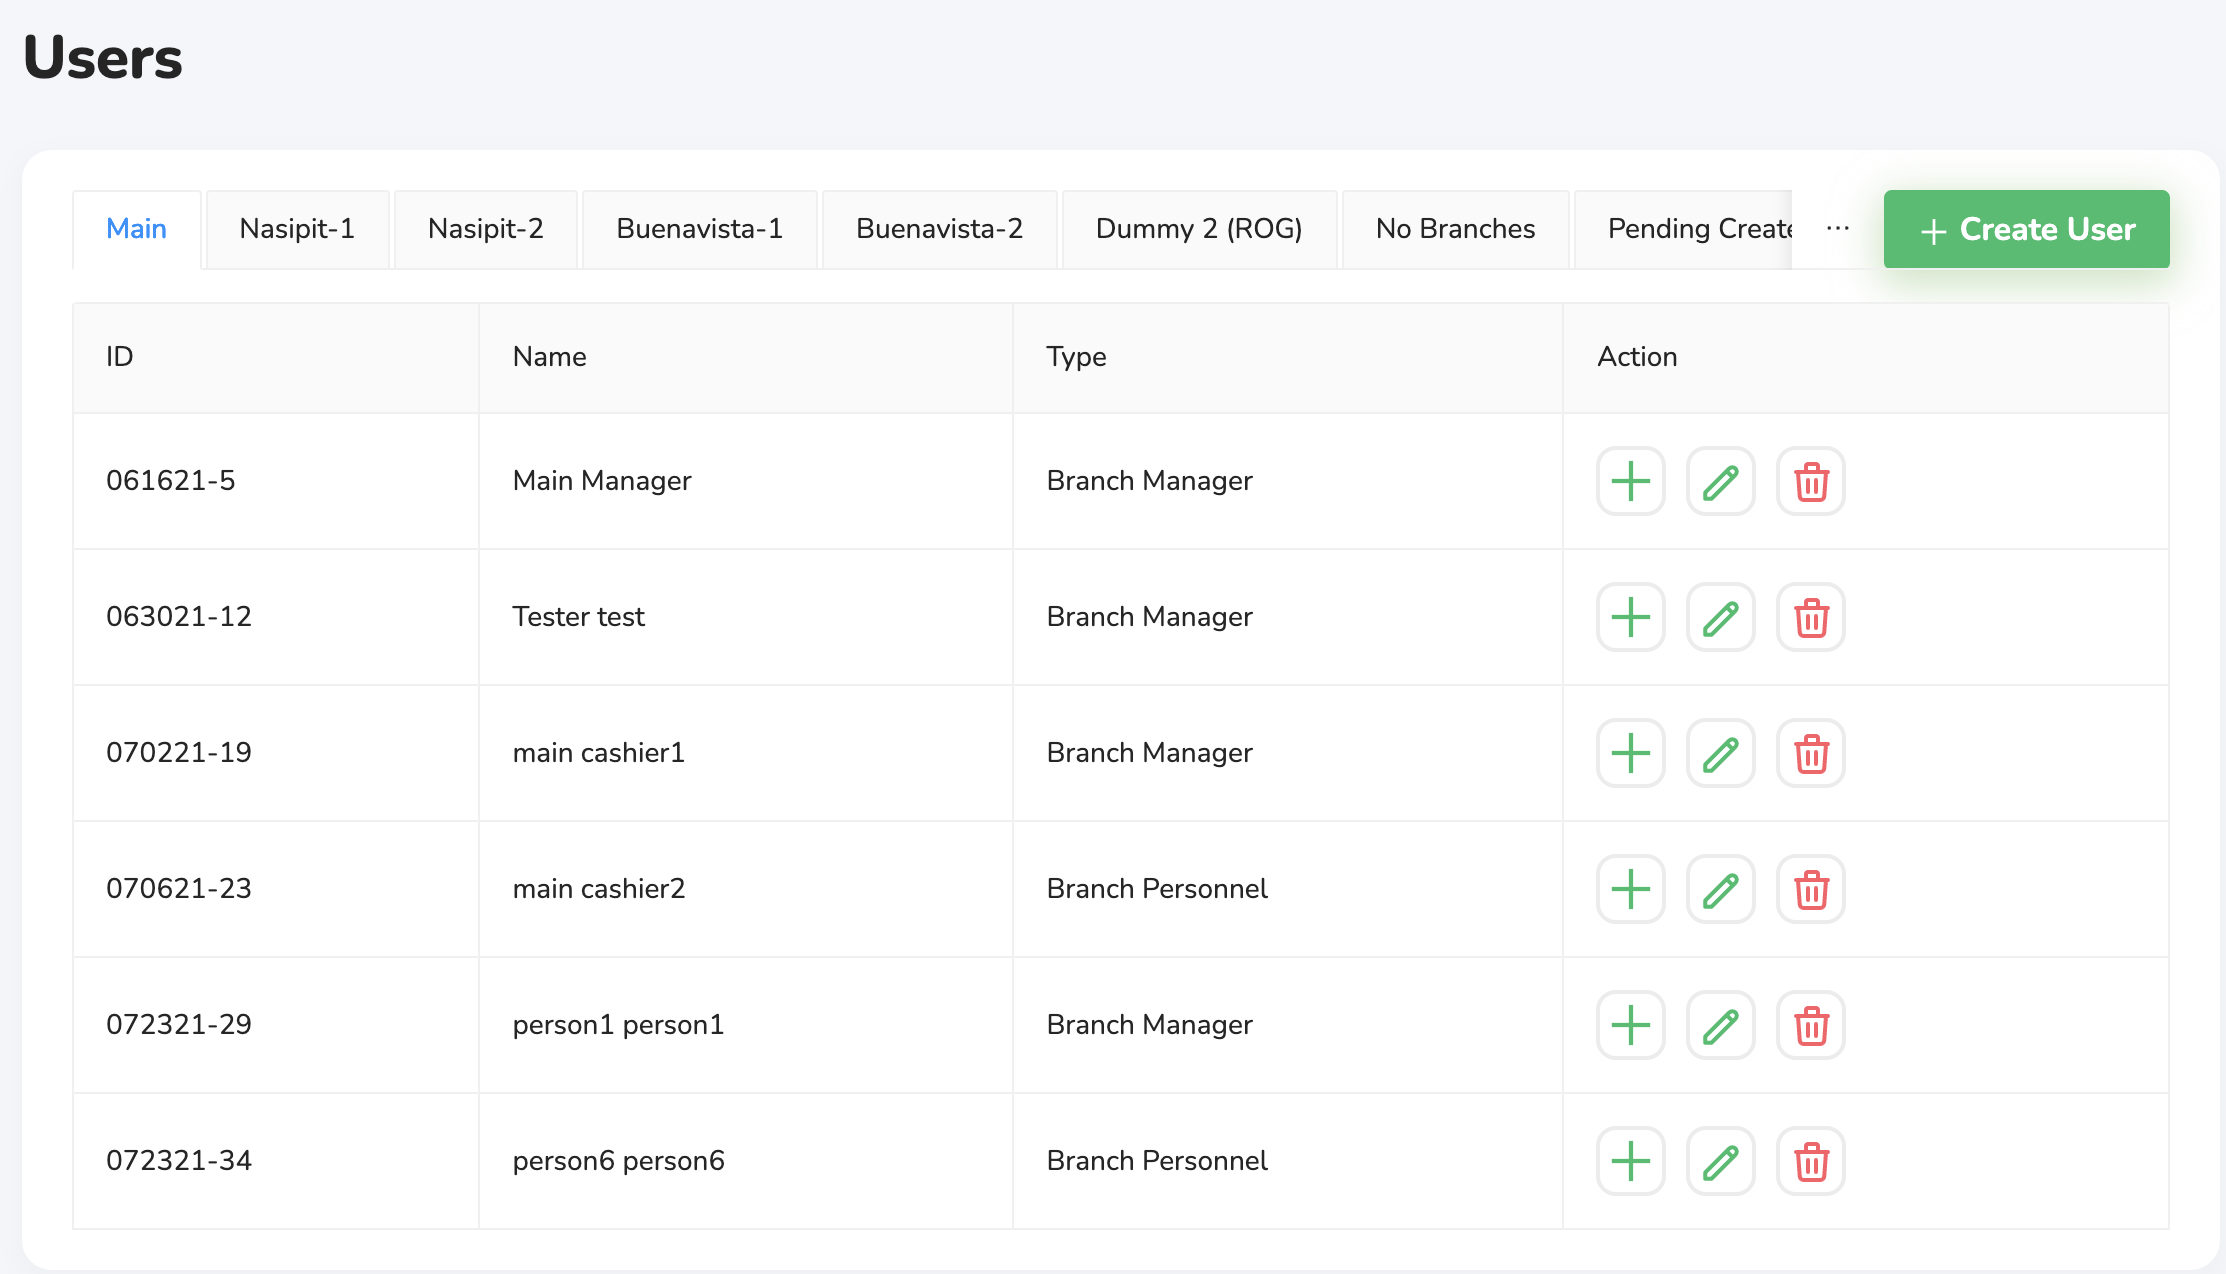 Users
Main Nasipit-1 Nasipit-2 Buenavista-1 Buenavista-2 Dummy 2 (ROG) No Branches Pending Create ··· + Create User
ID Name Type Action
061621-5 Main Manager Branch Manager
063021-12 Tester test Branch Manager
070221-19 main cashier1 Branch Manager
070621-23 main cashier2 Branch Personnel
072321-29 person1 person1 Branch Manager
072321-34 person6 person6 Branch Personnel